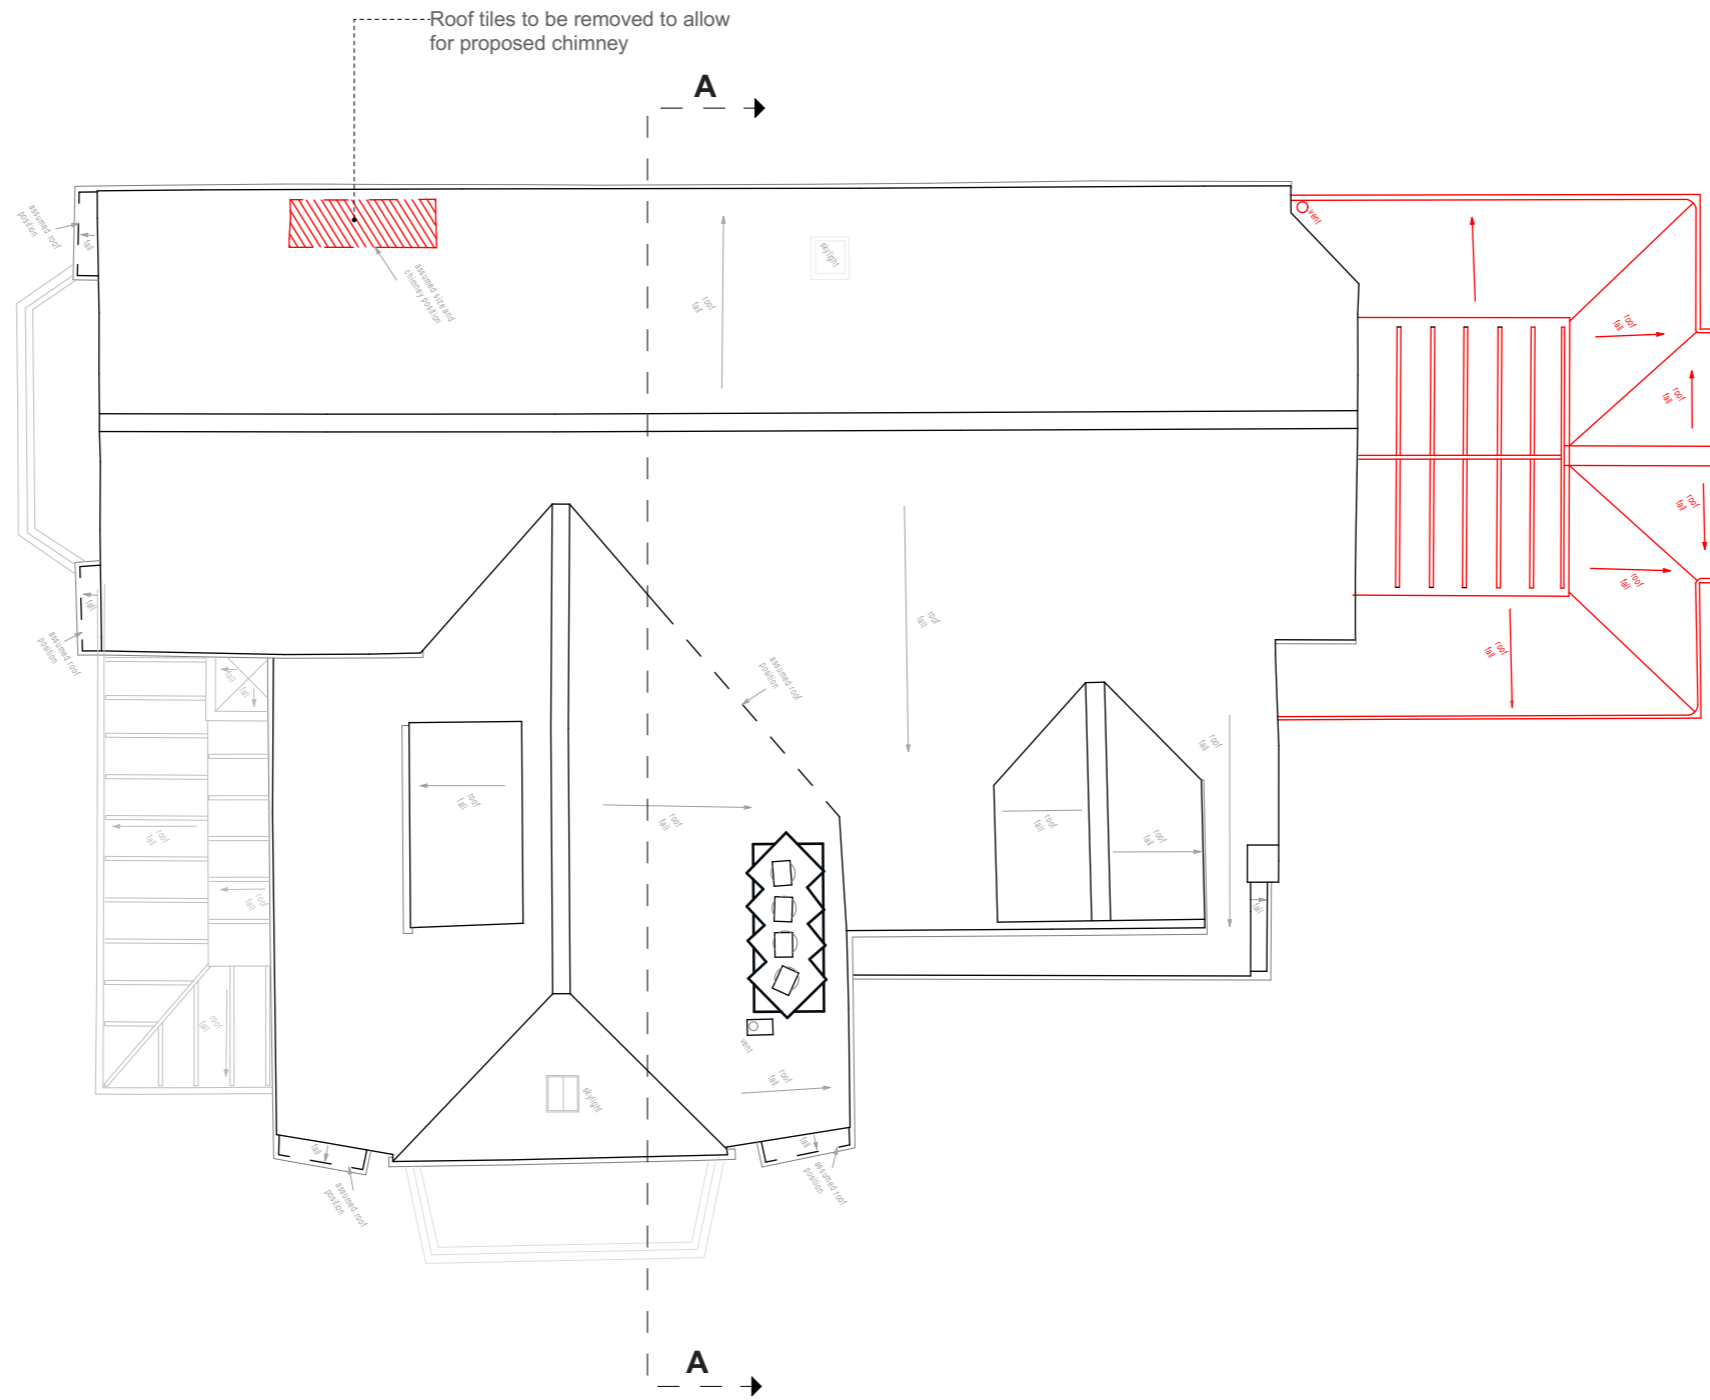 Roof tiles to be removed to allow
for proposed chimney
A
assumed roof
position
fall
assumed size and
chimney position
roof
fall
skylight
vent
roof
fall
roof
fall
roof
fall
roof
fall
fall
assumed roof
position
fall
fall
assumed roof
position
roof
fall
roof
fall
roof
fall
roof
fall
roof
fall
roof
fall
roof
fall
roof
fall
roof
fall
fall
roof
fall
vent
roof
fall
skylight
fall
assumed roof
position
fall
assumed roof
position
A